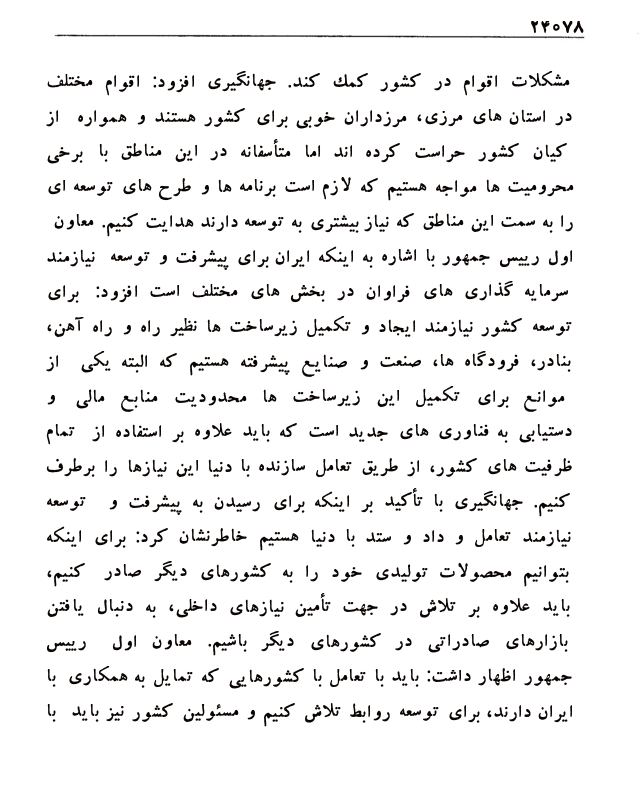 ۲۴۰۷۸
مشکلات اقوام در کشور کمك کند. جهانگیری افزود: اقوام مختلف
در استان های مرزی، مرزداران خوبی برای کشور هستند و همواره از
کیان کشور حراست کرده اند اما متأسفانه در این مناطق با برخی
محرومیت ها مواجه هستیم که لازم است برنامه ها و طرح های توسعه ای
را به سمت این مناطق که نیاز بیشتری به توسعه دارند هدایت کنیم. معاون
اول رییس جمهور با اشاره به اینکه ایران برای پیشرفت و توسعه نیازمند
سرمایه گذاری های فراوان در بخش های مختلف است افزود: برای
توسعه کشور نیازمند ایجاد و تکمیل زیرساخت ها نظیر راه و راه آهن،
بنادر، فرودگاه ها، صنعت و صنایع پیشرفته هستیم که البته یکی از
موانع برای تکمیل این زیرساخت ها محدودیت منابع مالی و
دستیابی به فناوری های جدید است که باید علاوه بر استفاده از تمام
ظرفیت های کشور، از طریق تعامل سازنده با دنیا این نیازها را برطرف
کنیم. جهانگیری با تأکید بر اینکه برای رسیدن به پیشرفت و توسعه
نیازمند تعامل و داد و ستد با دنیا هستیم خاطرنشان کرد: برای اینکه
بتوانیم محصولات تولیدی خود را به کشورهای دیگر صادر کنیم،
باید علاوه بر تلاش در جهت تأمین نیازهای داخلی، به دنبال یافتن
بازارهای صادراتی در کشورهای دیگر باشیم. معاون اول رییس
جمهور اظهار داشت: باید با تعامل با کشورهایی که تمایل به همکاری با
ایران دارند، برای توسعه روابط تلاش کنیم و مسئولین کشور نیز باید با